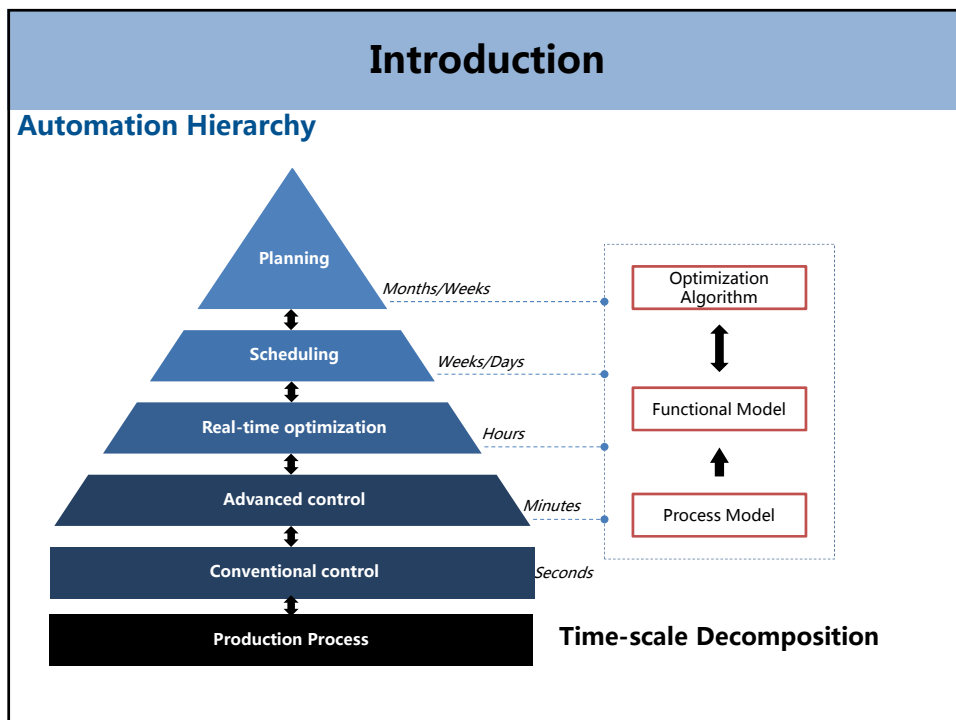 Introduction
Automation Hierarchy
Planning
Months/Weeks
Scheduling
Weeks/Days
Real-time optimization
Hours
Advanced control
Minutes
Conventional control
Seconds
Production Process
Optimization
Algorithm
Functional Model
Process Model
Time-scale Decomposition